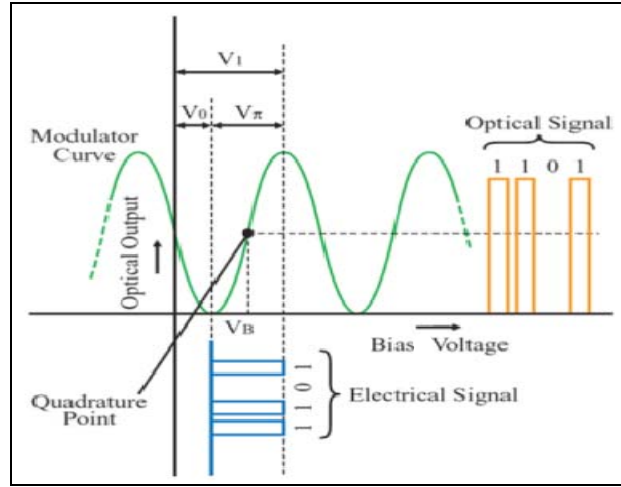 V1
V0
Vπ
Modulator
Curve
Optical Signal
1 1 0 1
Optical Output
VB
Bias Voltage
Quadrature
Point
1 1 0 1
Electrical Signal